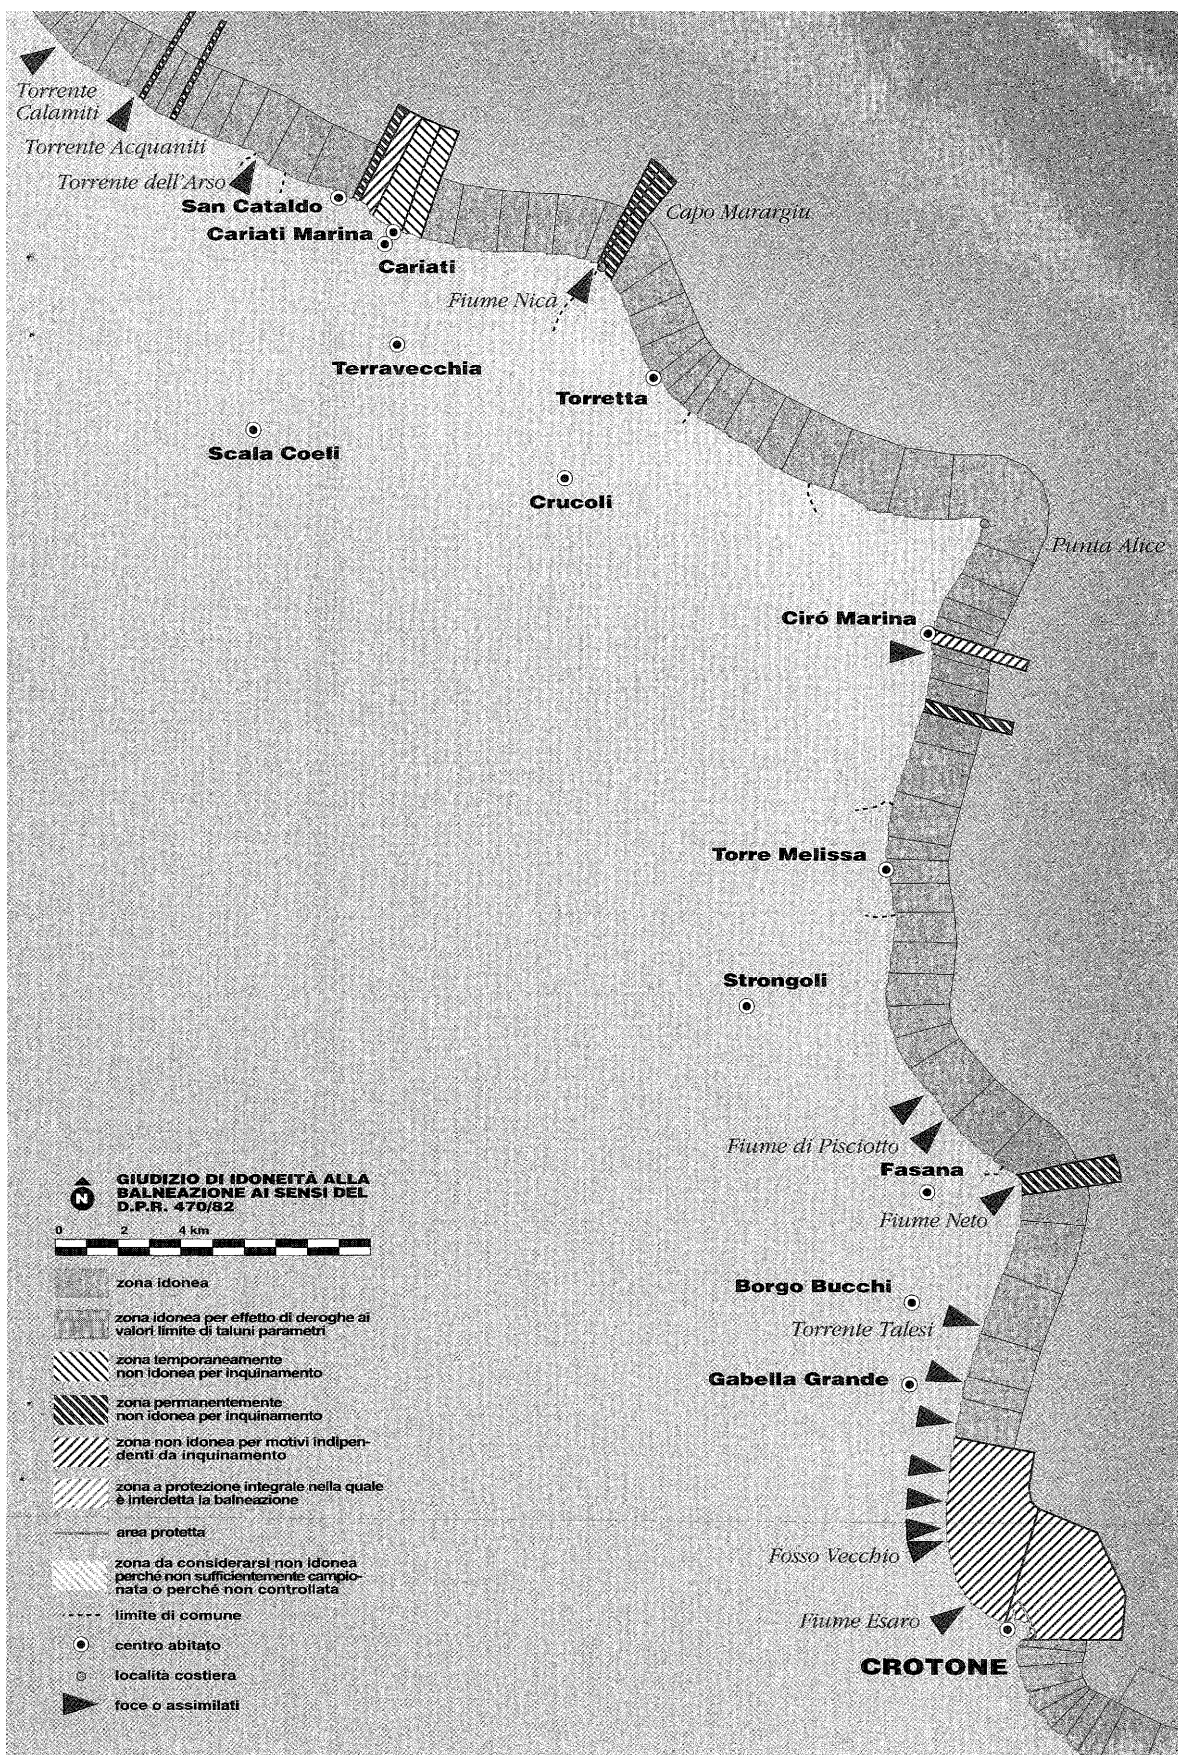 Torrente
Calamiti
Torrente Acquaniti
Torrente dell'Arso
San Cataldo
Cariati Marina
Cariati
Capo Marargiu
Fiume Nicà
Terravecchia
Torretta
Scala Coeli
Crucoli
Punta Alice
Ciró Marina
Torre Melissa
Strongoli
Fiume di Pisciotto
Fasana
Fiume Neto
Borgo Bucchi
Torrente Talesi
Gabella Grande
Fosso Vecchio
Fiume Esaro
CROTONE
N
GIUDIZIO DI IDONEITÀ ALLA
BALNEAZIONE AI SENSI DEL
D.P.R. 470/82
0 2 4 km
zona idonea
zona idonea per effetto di deroghe ai
valori limite di taluni parametri
zona temporaneamente
non idonea per inquinamento
zona permanentemente
non idonea per inquinamento
zona non idonea per motivi indipen-
denti da inquinamento
zona a protezione integrale nella quale
è interdetta la balneazione
area protetta
zona da considerarsi non idonea
perché non sufficientemente campio-
nata o perché non controllata
limite di comune
centro abitato
località costiera
foce o assimilati